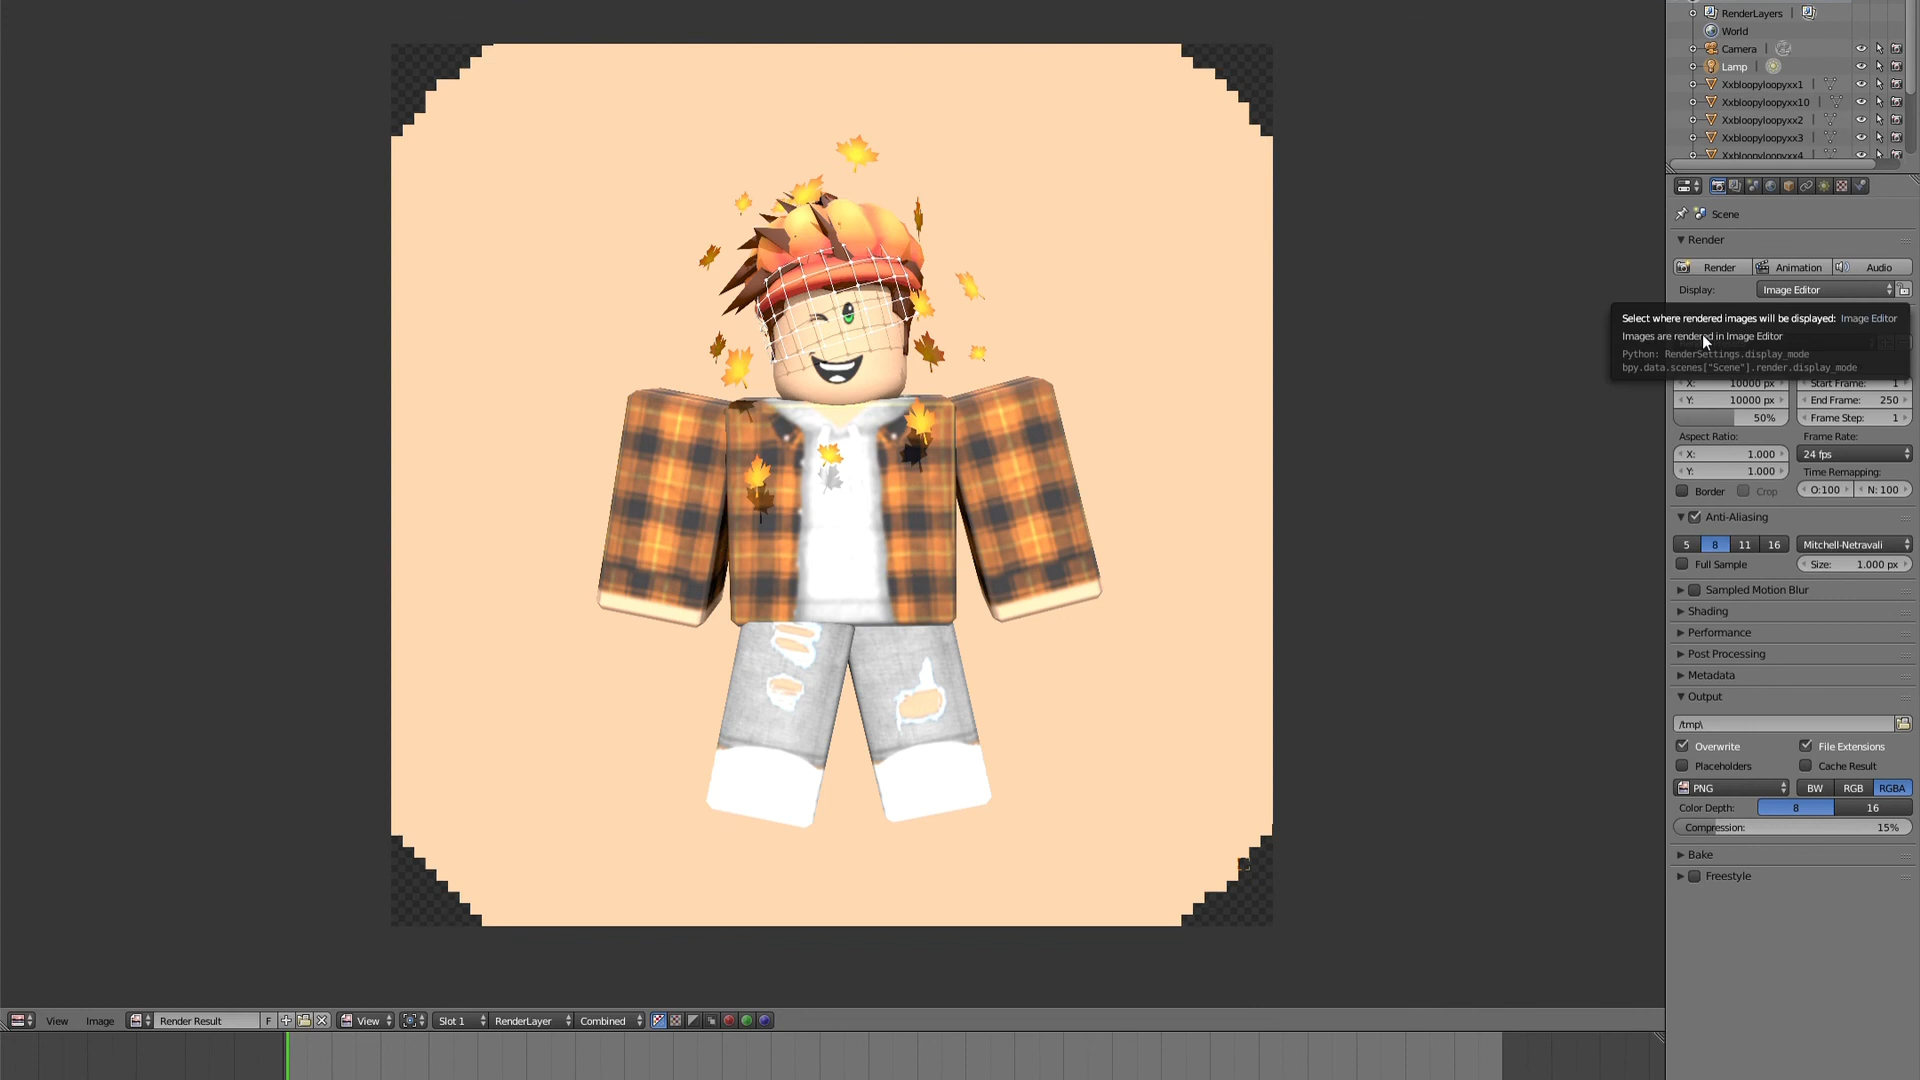 RenderLayers
World
Camera
Lamp
Xxbloopyloopyxx1
Xxbloopyloopyxx10
Xxbloopyloopyxx2
Xxbloopyloopyxx3
Xxbloopyloopyxx4
Scene
Render
Render Animation Audio
Display: Image Editor
Select where rendered images will be displayed: Image Editor
Images are rendered in Image Editor
Python: RenderSettings.display_mode
bpy.data.scenes["Scene"].render.display_mode
X: 10000 px Start Frame: 1
Y: 10000 px End Frame: 250
50% Frame Step: 1
Aspect Ratio: Frame Rate:
X: 1.000 24 fps
Y: 1.000 Time Remapping:
Border Crop O:100 N: 100
Anti-Aliasing
5 8 11 16 Mitchell-Netravali
Full Sample Size: 1.000 px
Sampled Motion Blur
Shading
Performance
Post Processing
Metadata
Output
/tmp\
Overwrite File Extensions
Placeholders Cache Result
PNG BW RGB RGBA
Color Depth: 8 16
Compression: 15%
Bake
Freestyle
View Image Render Result F View Slot 1 RenderLayer Combined